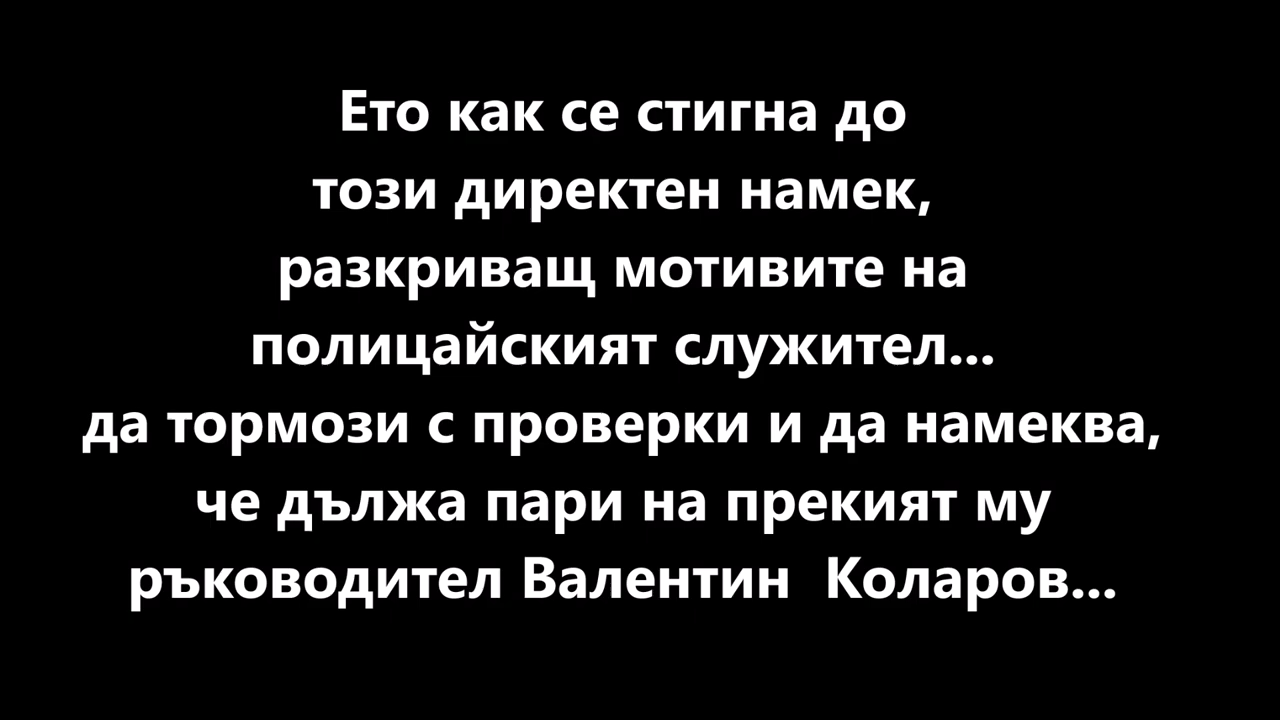 Ето как се стигна до
този директен намек,
разкриващ мотивите на
полицайският служител...
да тормози с проверки и да намеква,
че дължа пари на прекият му
ръководител Валентин  Коларов...